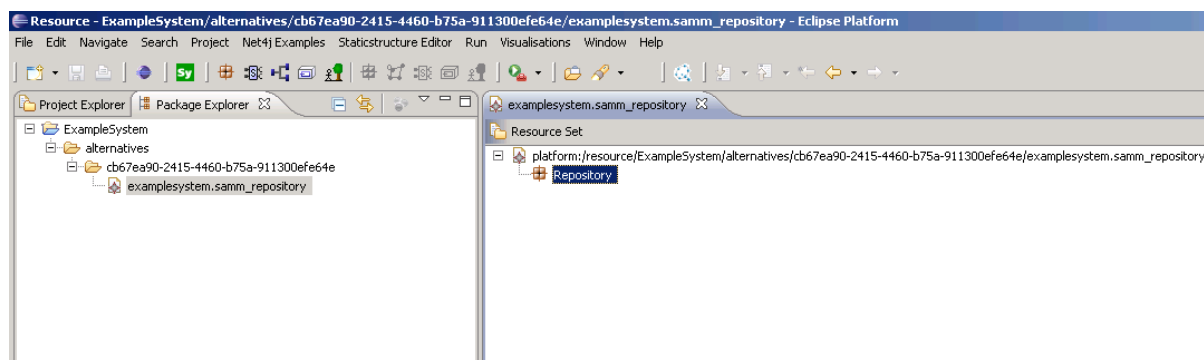 Resource - ExampleSystem/alternatives/cb67ea90-2415-4460-b75a-911300efe64e/examplesystem.samm_repository - Eclipse Platform
File Edit Navigate Search Project Net4j Examples Staticstructure Editor Run Visualisations Window Help
Sy
Project Explorer Package Explorer
examplesystem.samm_repository
ExampleSystem
alternatives
cb67ea90-2415-4460-b75a-911300efe64e
examplesystem.samm_repository
Resource Set
platform:/resource/ExampleSystem/alternatives/cb67ea90-2415-4460-b75a-911300efe64e/examplesystem.samm_repository
Repository